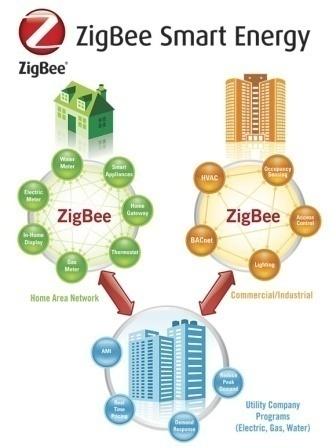 ZigBee Smart Energy
ZigBee®
Water
Meter
Smart
Appliances
Electric
Meter
Home
Gateway
ZigBee
In-Home
Display
Thermostat
Gas
Meter
Home Area Network
HVAC
Occupancy
Sensing
ZigBee
Access
Control
BACnet
Lighting
Commercial/Industrial
AMI
Reduce
Peak
Demand
Real
Time
Pricing
Demand
Response
Utility Company
Programs
(Electric, Gas, Water)